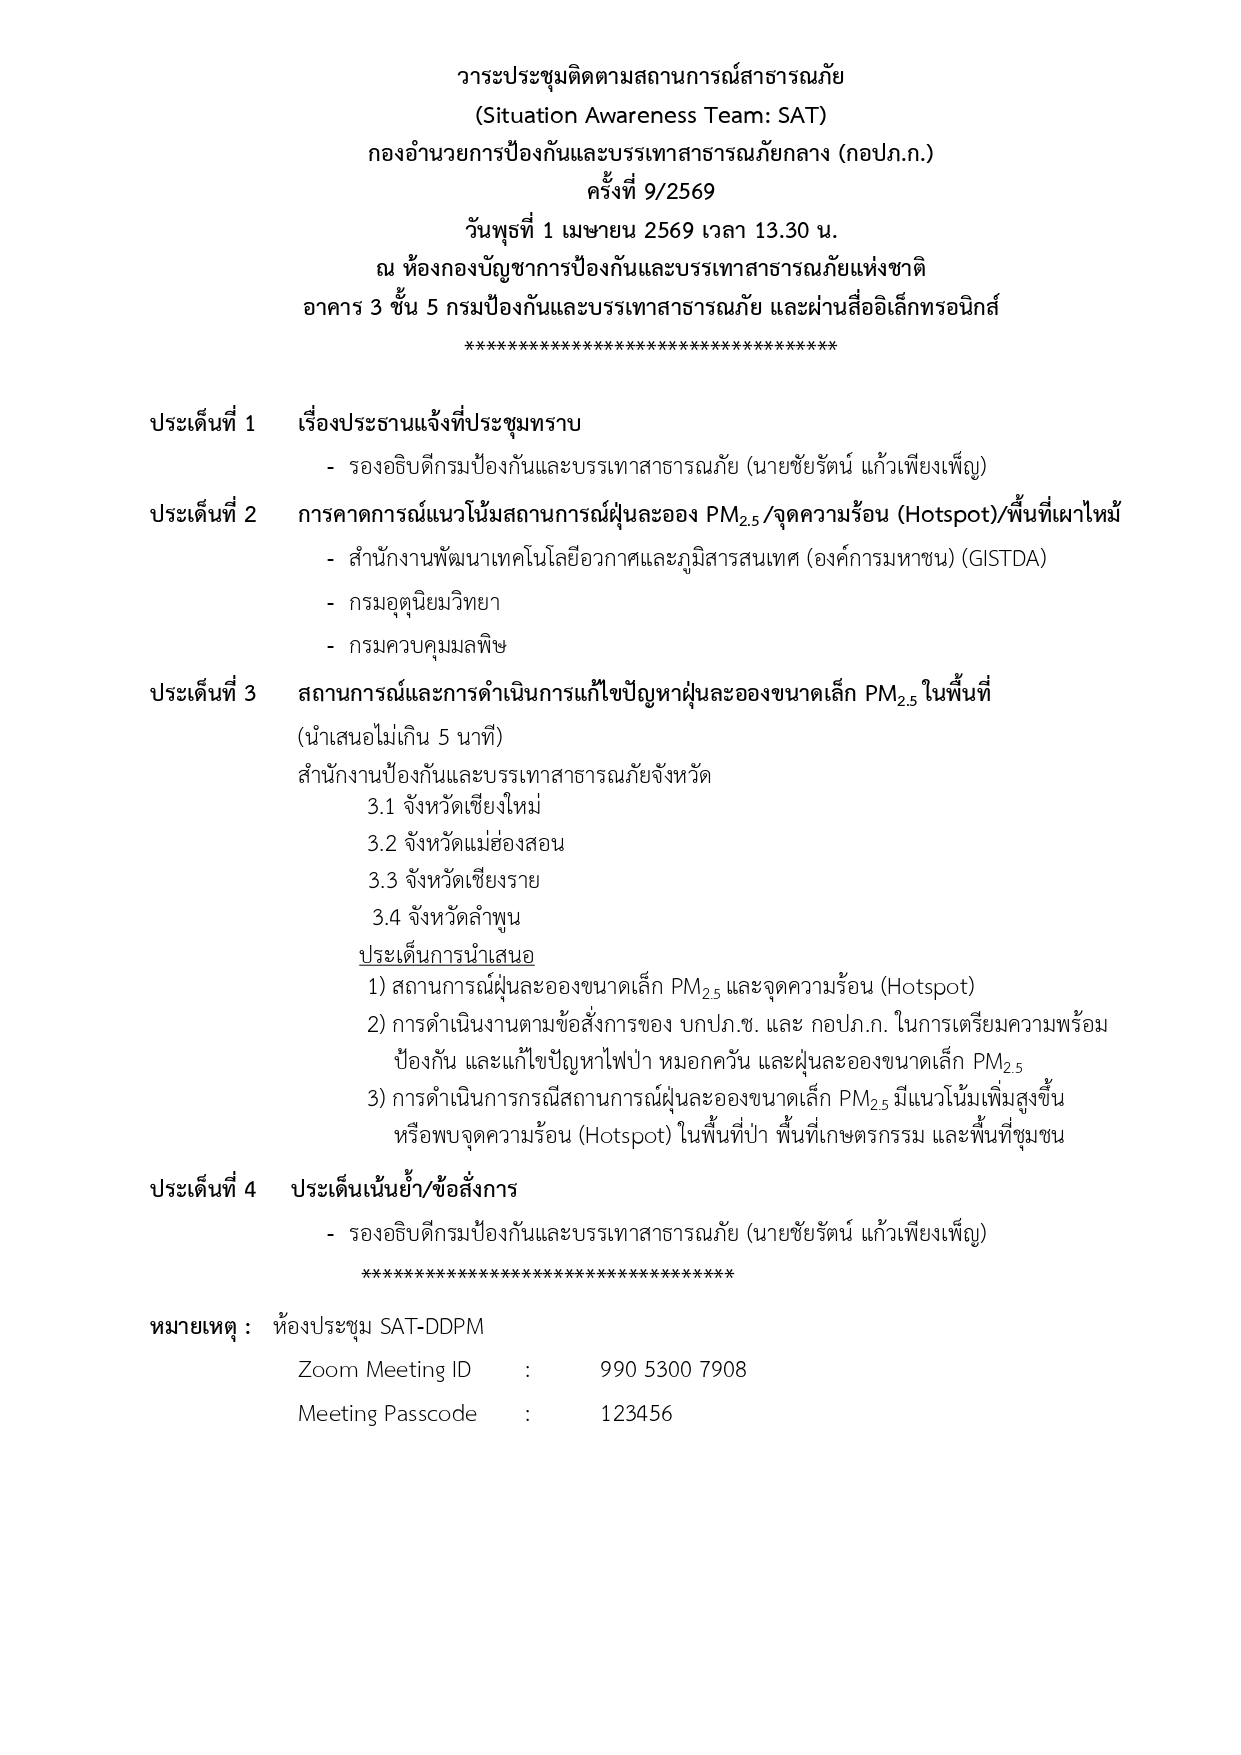 วาระประชุมติดตามสถานการณ์สาธารณภัย
(Situation Awareness Team: SAT)
กองอำนวยการป้องกันและบรรเทาสาธารณภัยกลาง (กอปภ.ก.)
ครั้งที่ 9/2569
วันพุธที่ 1 เมษายน 2569 เวลา 13.30 น.
ณ ห้องกองบัญชาการป้องกันและบรรเทาสาธารณภัยแห่งชาติ
อาคาร 3 ชั้น 5 กรมป้องกันและบรรเทาสาธารณภัย และผ่านสื่ออิเล็กทรอนิกส์
***********************************
ประเด็นที่ 1 เรื่องประธานแจ้งที่ประชุมทราบ
- รองอธิบดีกรมป้องกันและบรรเทาสาธารณภัย (นายชัยรัตน์ แก้วเพียงเพ็ญ)
ประเด็นที่ 2 การคาดการณ์แนวโน้มสถานการณ์ฝุ่นละออง PM2.5 /จุดความร้อน (Hotspot)/พื้นที่เผาไหม้
- สำนักงานพัฒนาเทคโนโลยีอวกาศและภูมิสารสนเทศ (องค์การมหาชน) (GISTDA)
- กรมอุตุนิยมวิทยา
- กรมควบคุมมลพิษ
ประเด็นที่ 3 สถานการณ์และการดำเนินการแก้ไขปัญหาฝุ่นละอองขนาดเล็ก PM2.5 ในพื้นที่
(นำเสนอไม่เกิน 5 นาที)
สำนักงานป้องกันและบรรเทาสาธารณภัยจังหวัด
3.1 จังหวัดเชียงใหม่
3.2 จังหวัดแม่ฮ่องสอน
3.3 จังหวัดเชียงราย
3.4 จังหวัดลำพูน
ประเด็นการนำเสนอ
1) สถานการณ์ฝุ่นละอองขนาดเล็ก PM2.5 และจุดความร้อน (Hotspot)
2) การดำเนินงานตามข้อสั่งการของ บกปภ.ช. และ กอปภ.ก. ในการเตรียมความพร้อม
ป้องกัน และแก้ไขปัญหาไฟป่า หมอกควัน และฝุ่นละอองขนาดเล็ก PM2.5
3) การดำเนินการกรณีสถานการณ์ฝุ่นละอองขนาดเล็ก PM2.5 มีแนวโน้มเพิ่มสูงขึ้น
หรือพบจุดความร้อน (Hotspot) ในพื้นที่ป่า พื้นที่เกษตรกรรม และพื้นที่ชุมชน
ประเด็นที่ 4 ประเด็นเน้นย้ำ/ข้อสั่งการ
- รองอธิบดีกรมป้องกันและบรรเทาสาธารณภัย (นายชัยรัตน์ แก้วเพียงเพ็ญ)
***********************************
หมายเหตุ : ห้องประชุม SAT-DDPM
Zoom Meeting ID : 990 5300 7908
Meeting Passcode : 123456